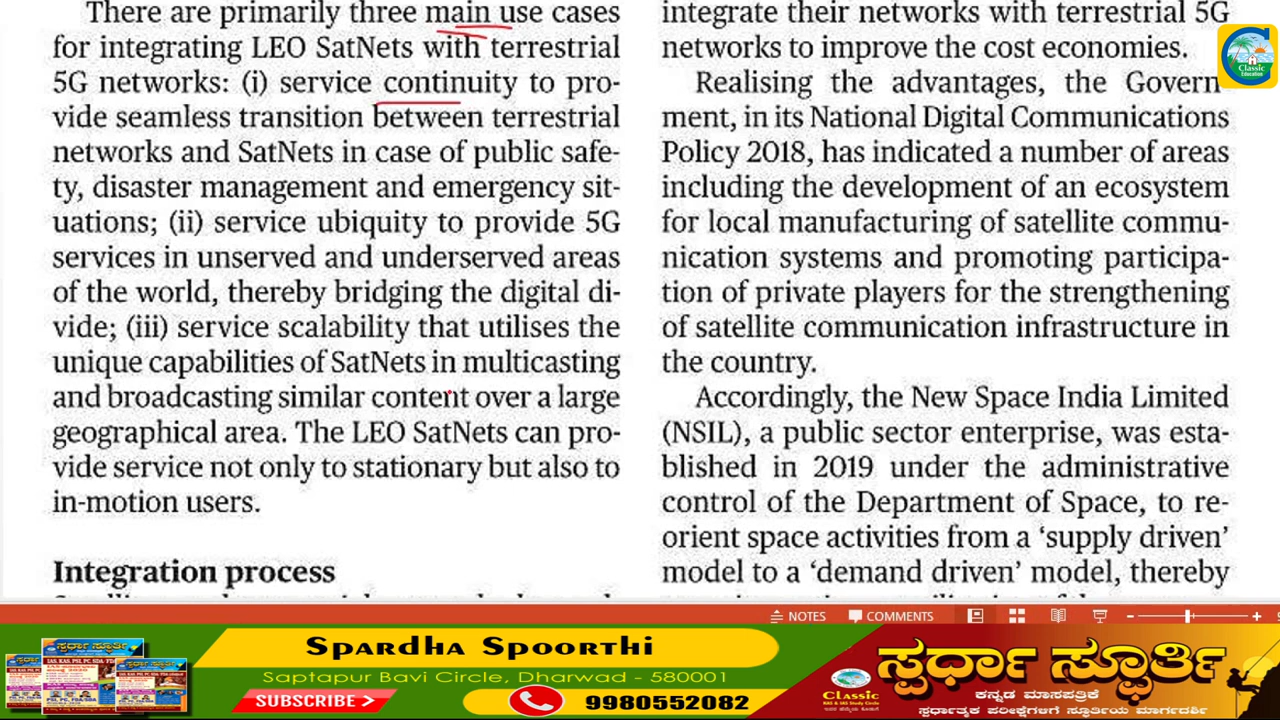 There are primarily three main use cases
for integrating LEO SatNets with terrestrial
5G networks: (i) service continuity to pro-
vide seamless transition between terrestrial
networks and SatNets in case of public safe-
ty, disaster management and emergency sit-
uations; (ii) service ubiquity to provide 5G
services in unserved and underserved areas
of the world, thereby bridging the digital di-
vide; (iii) service scalability that utilises the
unique capabilities of SatNets in multicasting
and broadcasting similar content over a large
geographical area. The LEO SatNets can pro-
vide service not only to stationary but also to
in-motion users.
Integration process
integrate their networks with terrestrial 5G
networks to improve the cost economies.
Realising the advantages, the Govern
ment, in its National Digital Communications
Policy 2018, has indicated a number of areas
including the development of an ecosystem
for local manufacturing of satellite commu-
nication systems and promoting participa-
tion of private players for the strengthening
of satellite communication infrastructure in
the country.
Accordingly, the New Space India Limited
(NSIL), a public sector enterprise, was esta-
blished in 2019 under the administrative
control of the Department of Space, to re-
orient space activities from a ‘supply driven’
model to a ‘demand driven’ model, thereby
Classic
Education
NOTES
COMMENTS
Spardha Spoorthi
Saptapur Bavi Circle, Dharwad - 580001
SUBSCRIBE >
9980552082
Classic
KAS & IAS Study Circle
ಸ್ಪರ್ಧಾ ಸ್ಫೂರ್ತಿ
ಕನ್ನಡ ಮಾಸಪತ್ರಿಕೆ
ಸ್ಪರ್ಧಾತ್ಮಕ ಪರೀಕ್ಷೆಗಳಿಗೆ ಸ್ಫೂರ್ತಿಯ ಮಾರ್ಗದರ್ಶಿ